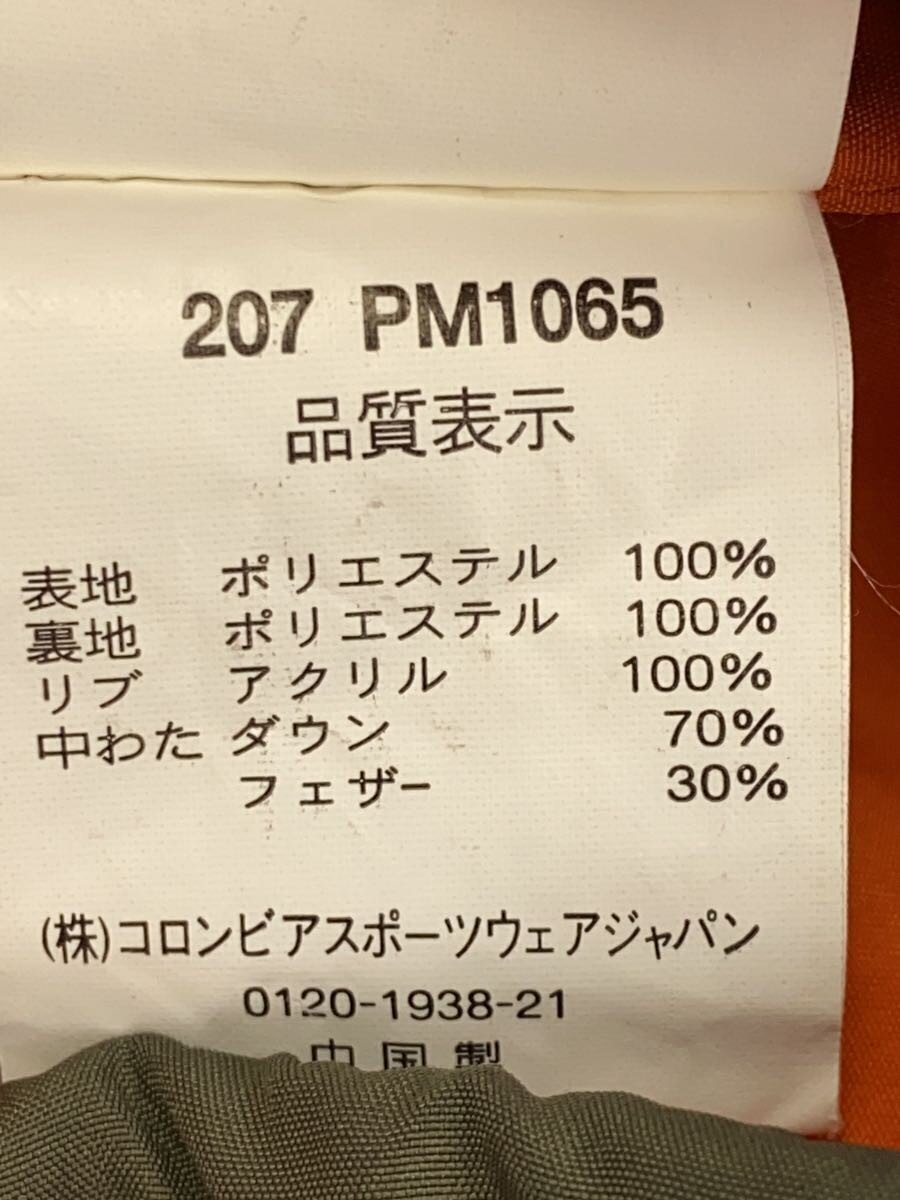 207 PM1065
品質表示
表地 ポリエステル 100%
裏地 ポリエステル 100%
リブ アクリル 100%
中わた ダウン 70%
フェザー 30%
(株)コロンビアスポーツウェアジャパン
0120-1938-21
中国製